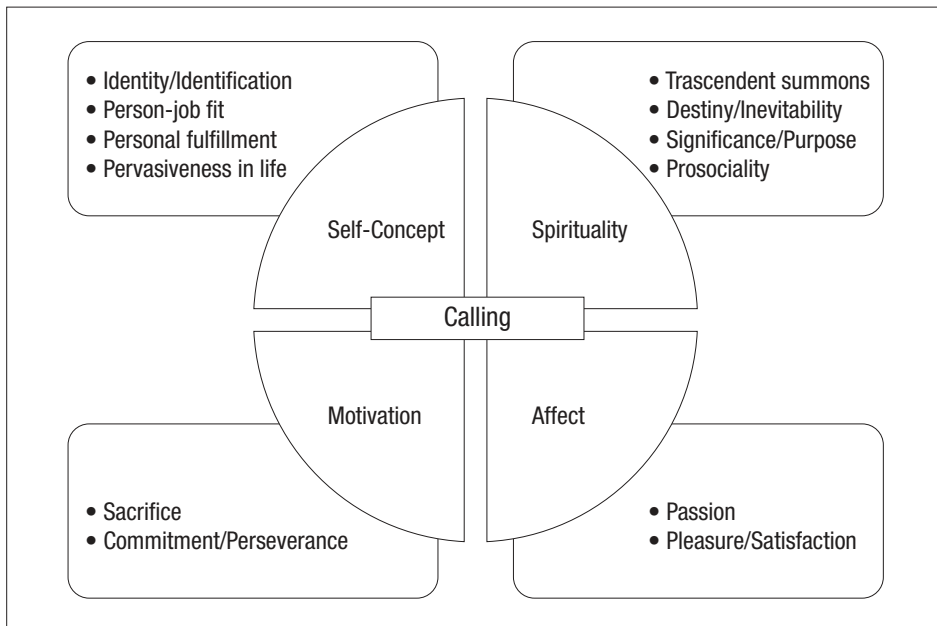 • Identity/Identification
• Person-job fit
• Personal fulfillment
• Pervasiveness in life
• Trascendent summons
• Destiny/Inevitability
• Significance/Purpose
• Prosociality
Self-Concept
Spirituality
Calling
Motivation
Affect
• Sacrifice
• Commitment/Perseverance
• Passion
• Pleasure/Satisfaction